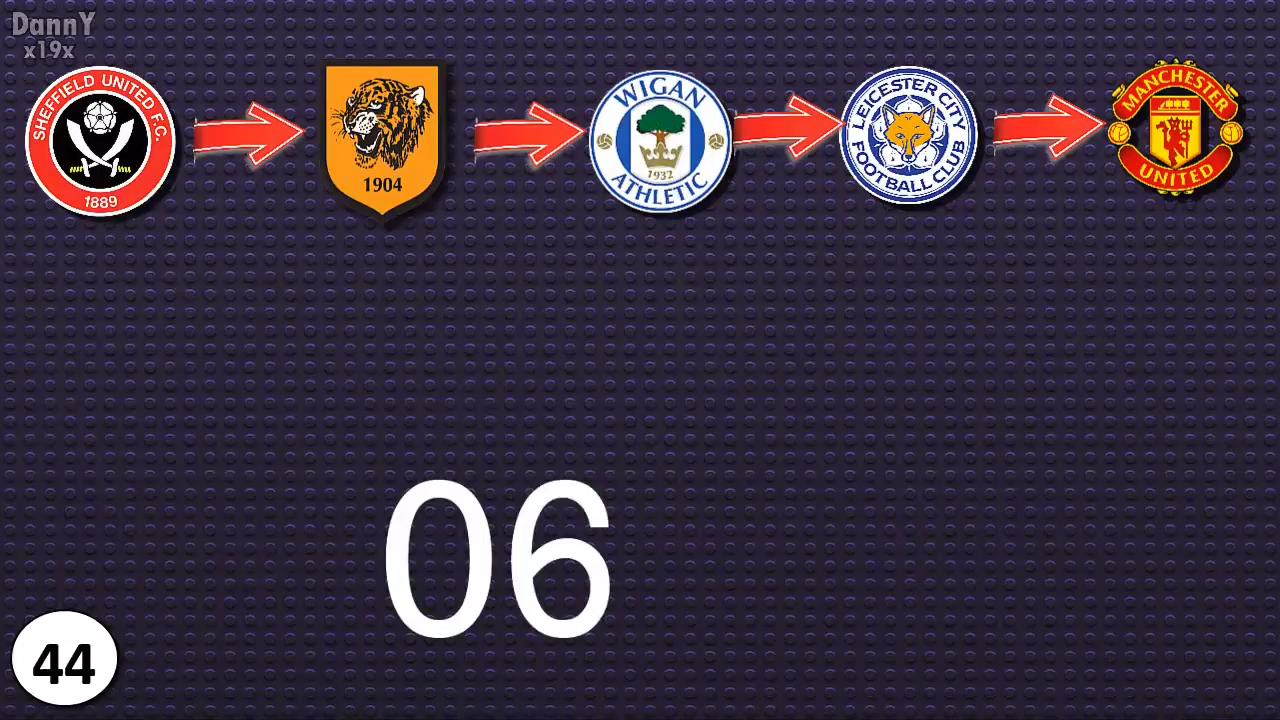 DannY
x19x
SHEFFIELD UNITED F.C.
1889
1904
WIGAN
1932
ATHLETIC
LEICESTER CITY
FOOTBALL CLUB
MANCHESTER
UNITED
06
44